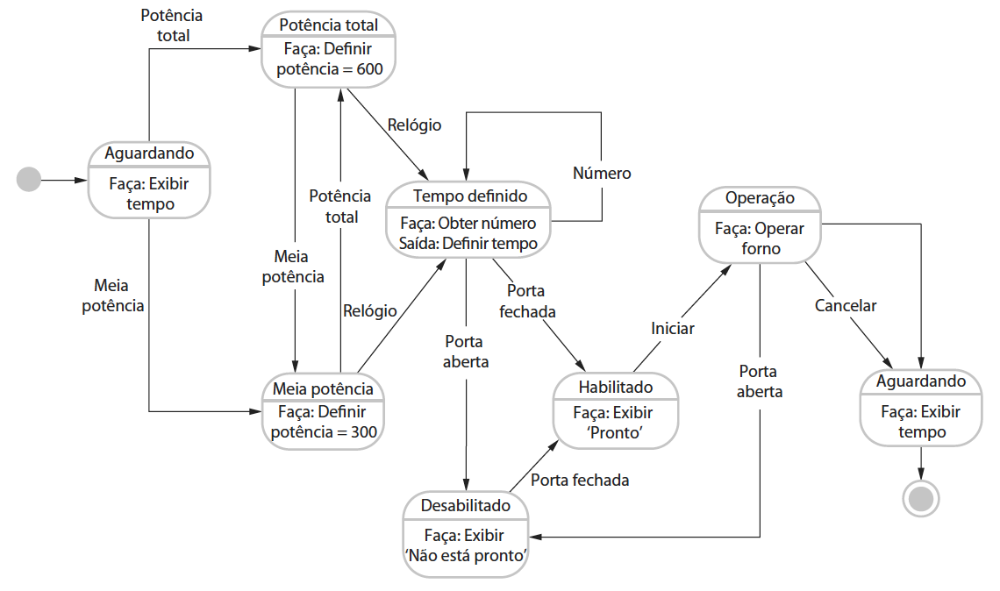 Potência
total
Potência total
Faça: Definir
potência = 600
Relógio
Número
Aguardando
Faça: Exibir
tempo
Potência
total
Tempo definido
Faça: Obter número
Saída: Definir tempo
Operação
Faça: Operar
forno
Meia
potência
Meia
potência
Relógio
Porta
fechada
Porta
aberta
Iniciar
Cancelar
Porta
aberta
Meia potência
Faça: Definir
potência = 300
Habilitado
Faça: Exibir
‘Pronto’
Aguardando
Faça: Exibir
tempo
Porta fechada
Desabilitado
Faça: Exibir
‘Não está pronto’